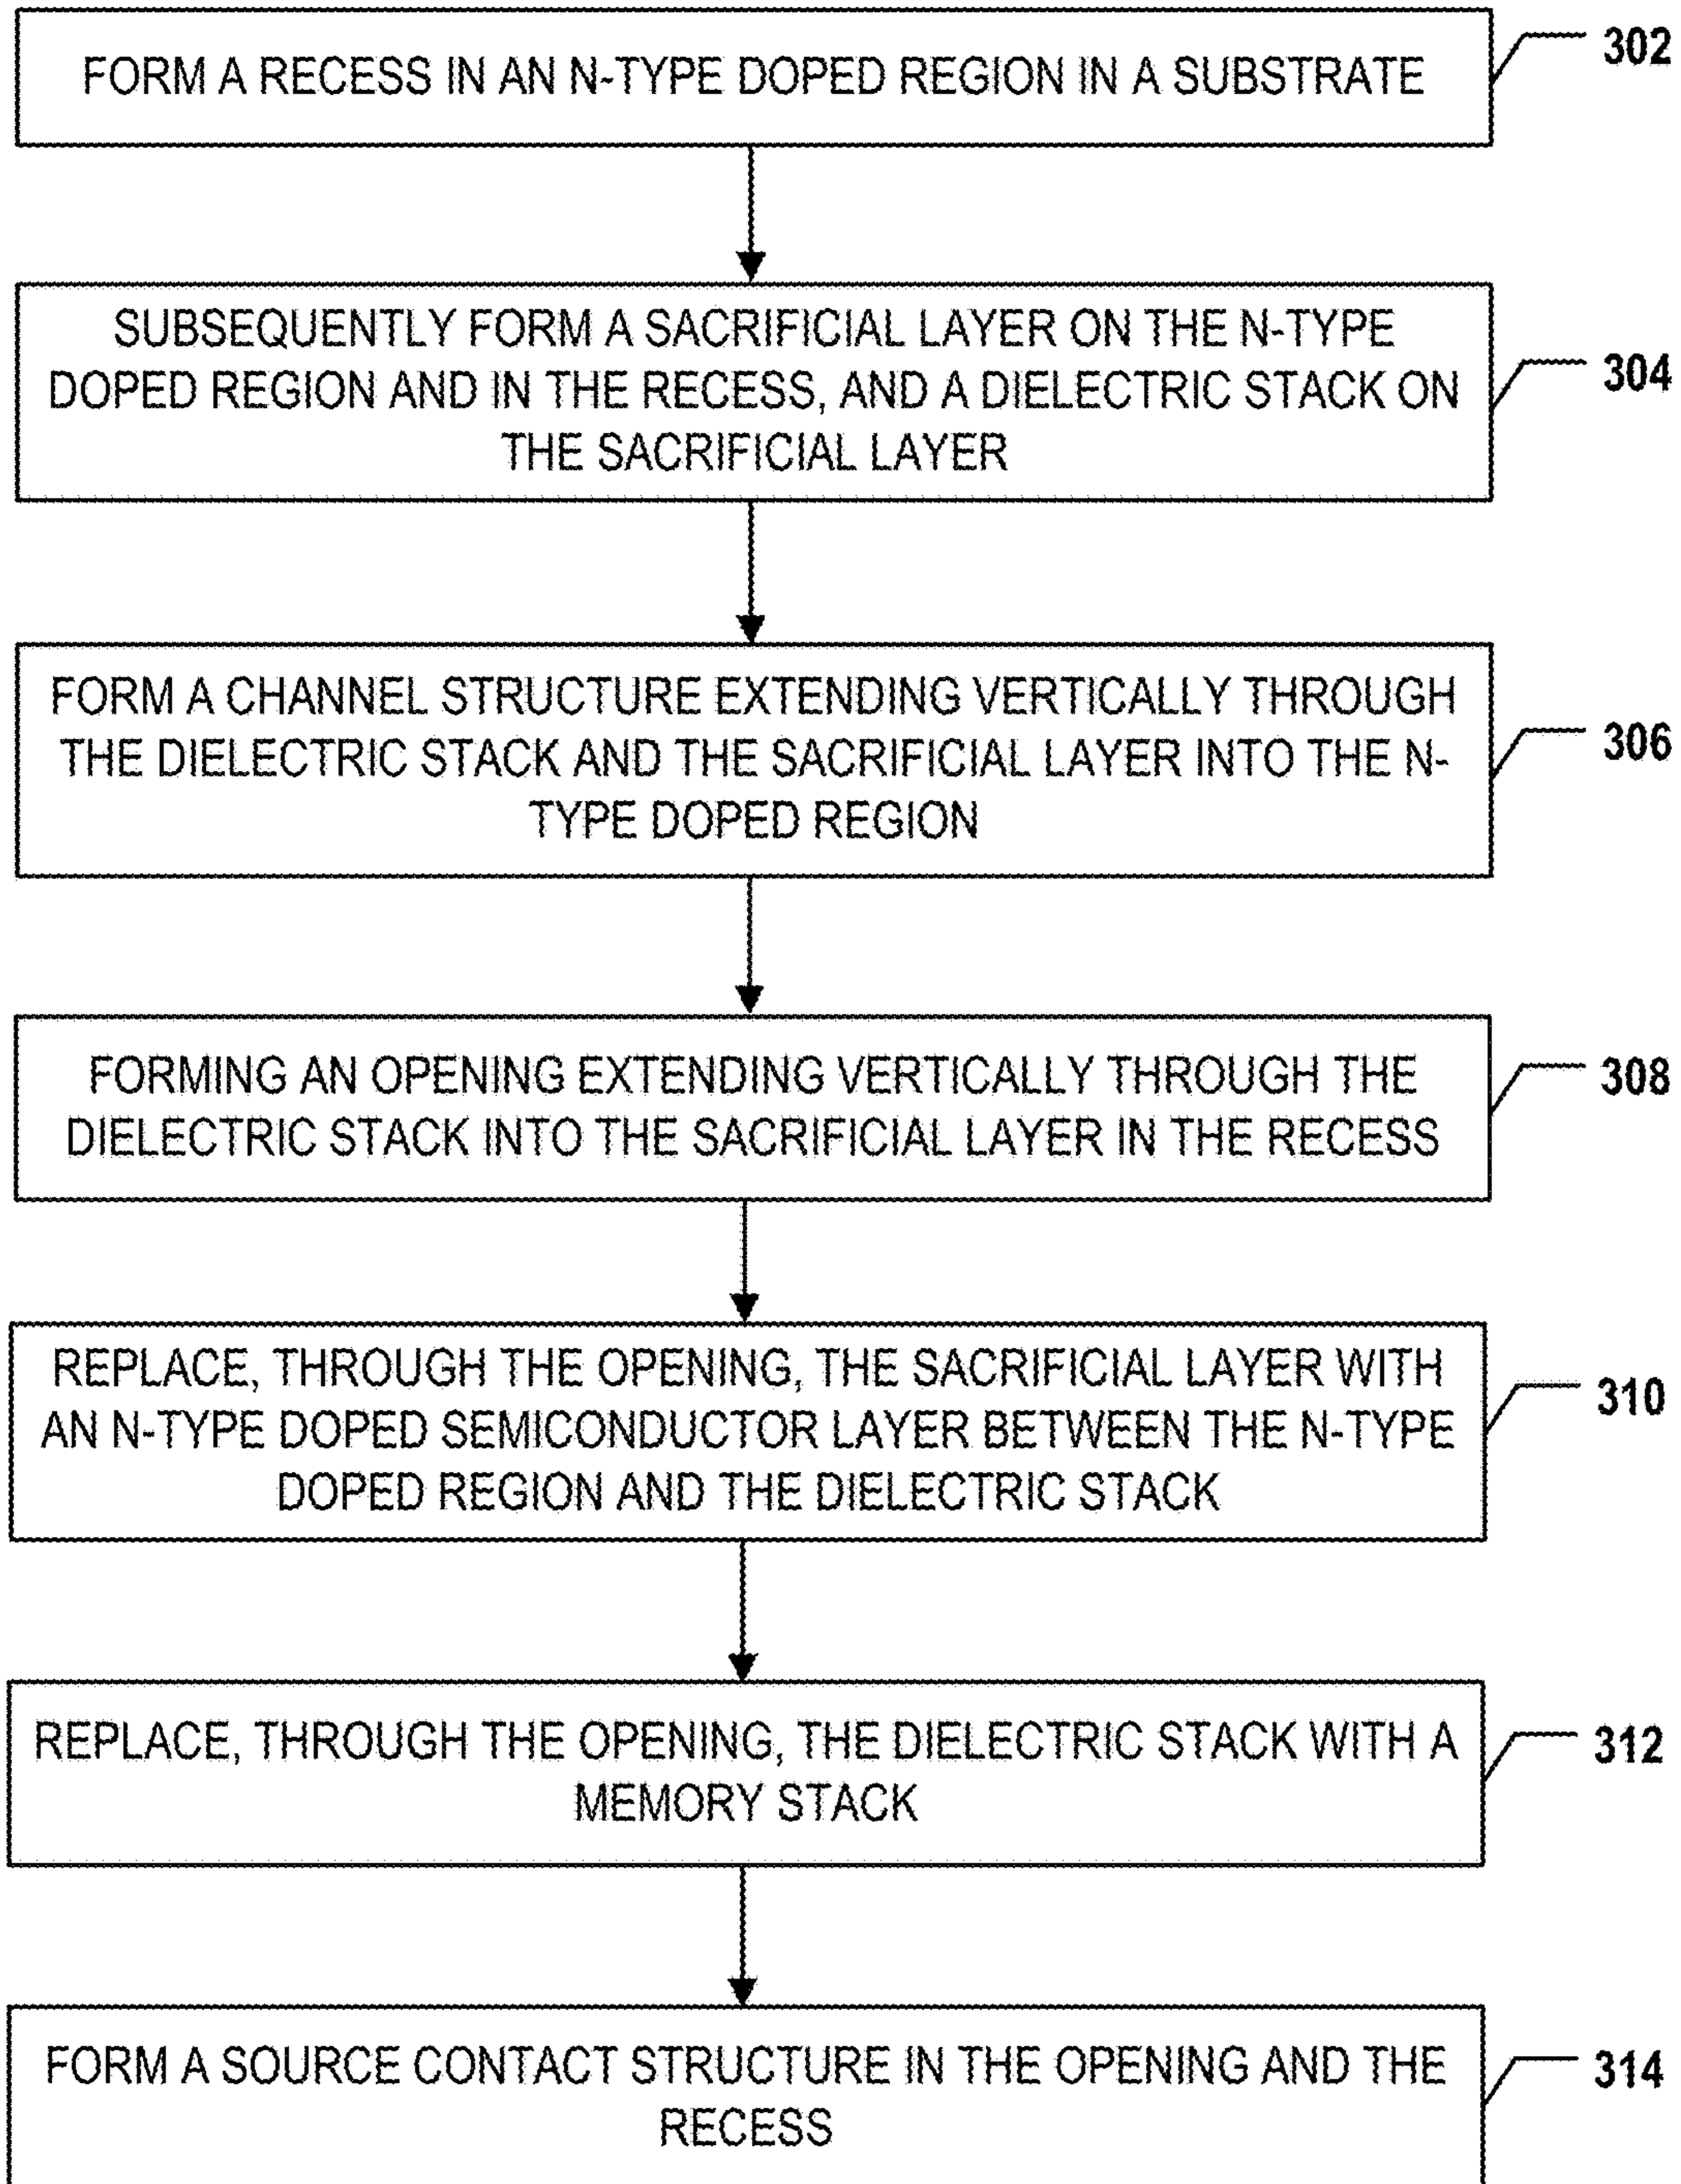 FORM A RECESS IN AN N-TYPE DOPED REGION IN A SUBSTRATE
302
SUBSEQUENTLY FORM A SACRIFICIAL LAYER ON THE N-TYPE
DOPED REGION AND IN THE RECESS, AND A DIELECTRIC STACK ON
THE SACRIFICIAL LAYER
304
FORM A CHANNEL STRUCTURE EXTENDING VERTICALLY THROUGH
THE DIELECTRIC STACK AND THE SACRIFICIAL LAYER INTO THE N-
TYPE DOPED REGION
306
FORMING AN OPENING EXTENDING VERTICALLY THROUGH THE
DIELECTRIC STACK INTO THE SACRIFICIAL LAYER IN THE RECESS
308
REPLACE, THROUGH THE OPENING, THE SACRIFICIAL LAYER WITH
AN N-TYPE DOPED SEMICONDUCTOR LAYER BETWEEN THE N-TYPE
DOPED REGION AND THE DIELECTRIC STACK
310
REPLACE, THROUGH THE OPENING, THE DIELECTRIC STACK WITH A
MEMORY STACK
312
FORM A SOURCE CONTACT STRUCTURE IN THE OPENING AND THE
RECESS
314